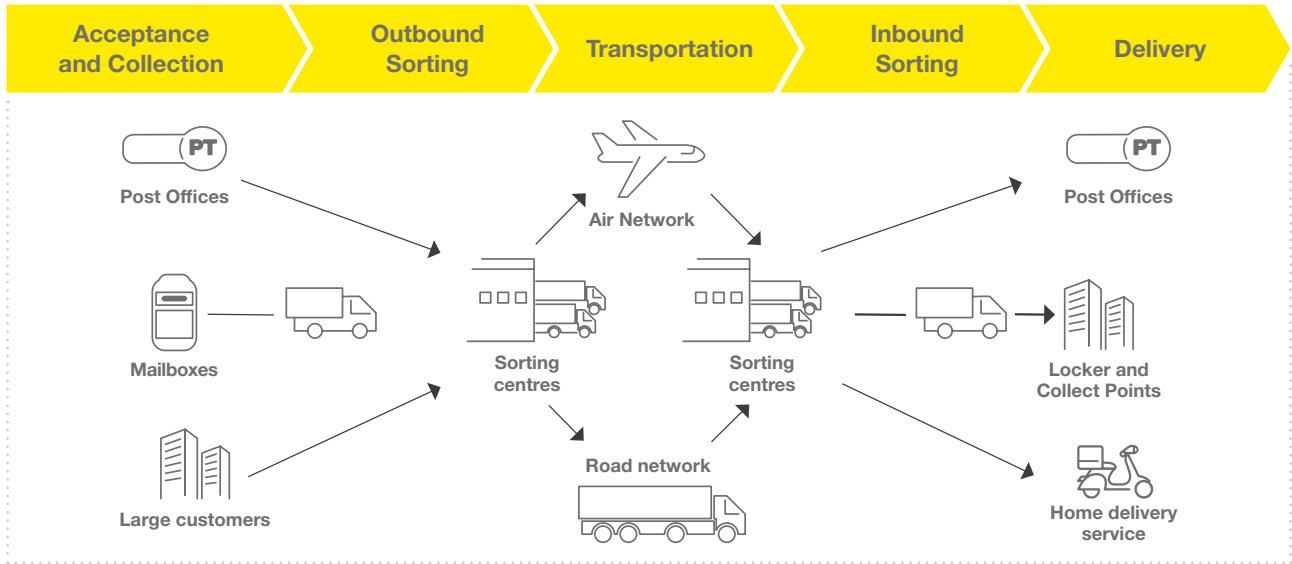 Acceptance
and Collection
Outbound
Sorting
Transportation
Inbound
Sorting
Delivery
PT
Post Offices
Mailboxes
Large customers
Sorting
centres
Air Network
Road network
Sorting
centres
PT
Post Offices
Locker and
Collect Points
Home delivery
service